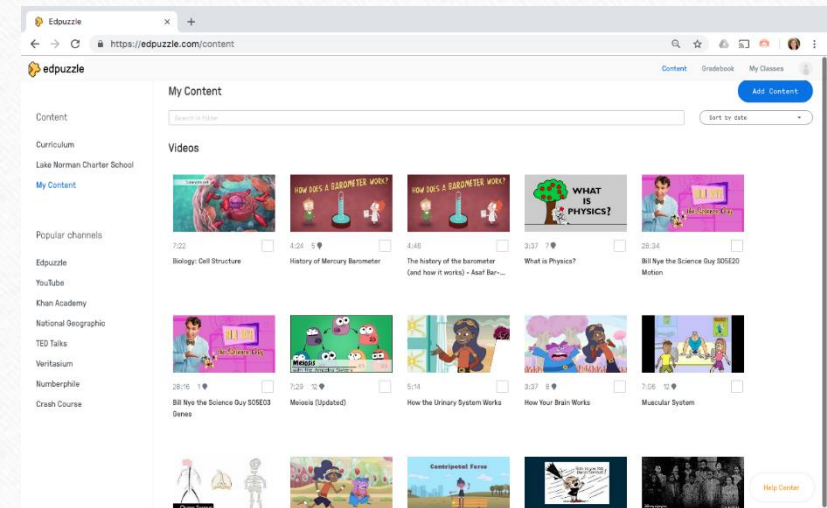 Edpuzzle
https://edpuzzle.com/content
edpuzzle
Content Gradebook My Classes
My Content
Add Content
Search in folder
Sort by date
Content
Curriculum
Lake Norman Charter School
My Content
Popular channels
Edpuzzle
YouTube
Khan Academy
National Geographic
TED Talks
Veritasium
Numberphile
Crash Course
Videos
HOW DOES A BAROMETER WORK?
HOW DOES A BAROMETER WORK?
WHAT
IS
PHYSICS?
7:22
4:24 5
4:46
3:37 7
28:34
Biology: Cell Structure
History of Mercury Barometer
The history of the barometer
(and how it works) - Asaf Bar-...
What is Physics?
Bill Nye the Science Guy S05E20
Motion
Meiosis
28:16 1
7:29 12
5:14
3:37 8
7:06 12
Bill Nye the Science Guy S05E03
Genes
Meiosis (Updated)
How the Urinary System Works
How Your Brain Works
Muscular System
Centripetal Force
Help Center